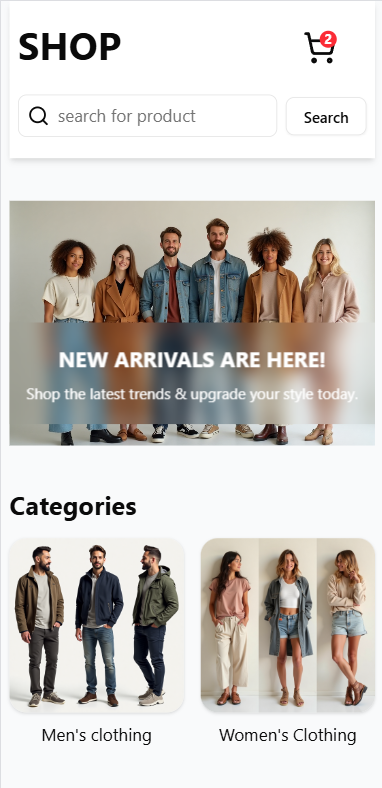 SHOP
2
search for product
Search
NEW ARRIVALS ARE HERE!
Shop the latest trends & upgrade your style today.
Categories
Men's clothing
Women's Clothing